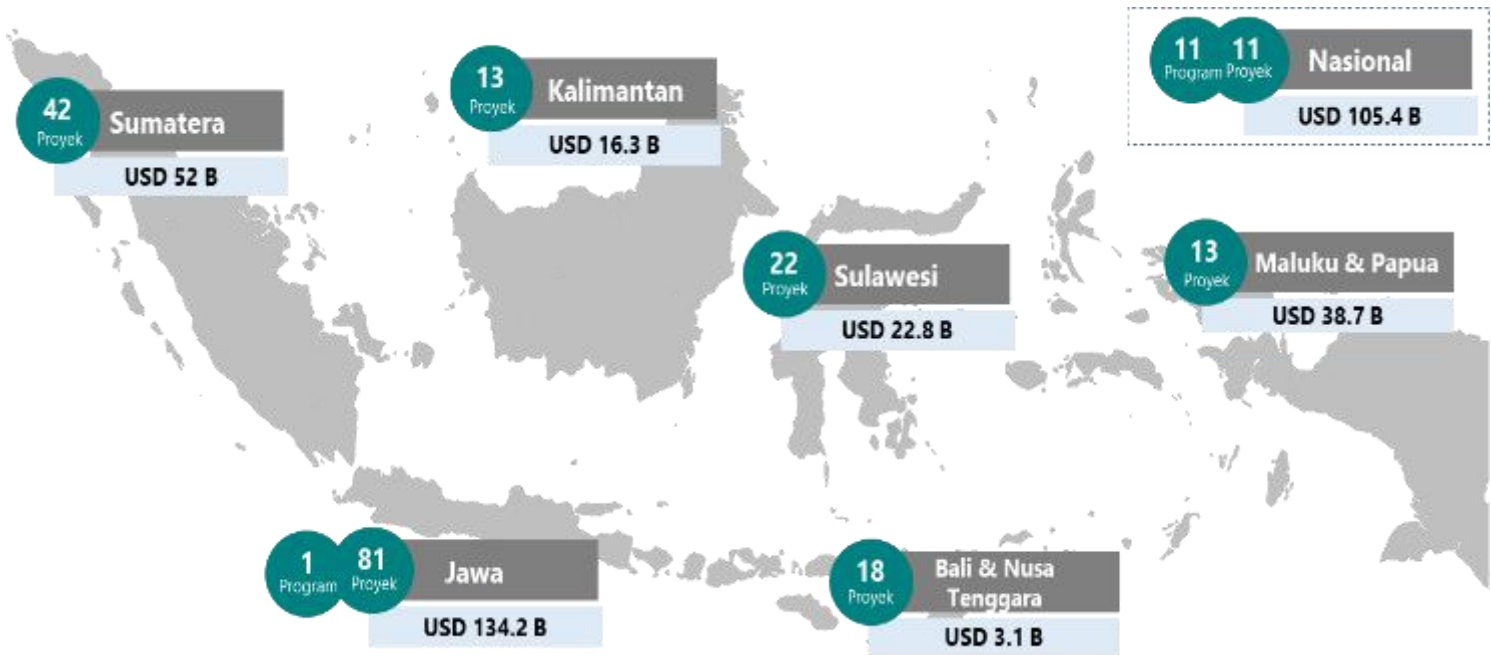 42
Proyek
Sumatera
USD 52 B
13
Proyek
Kalimantan
USD 16.3 B
11
Program
11
Proyek
Nasional
USD 105.4 B
22
Proyek
Sulawesi
USD 22.8 B
13
Proyek
Maluku & Papua
USD 38.7 B
1
Program
81
Proyek
Jawa
USD 134.2 B
18
Proyek
Bali & Nusa
Tenggara
USD 3.1 B